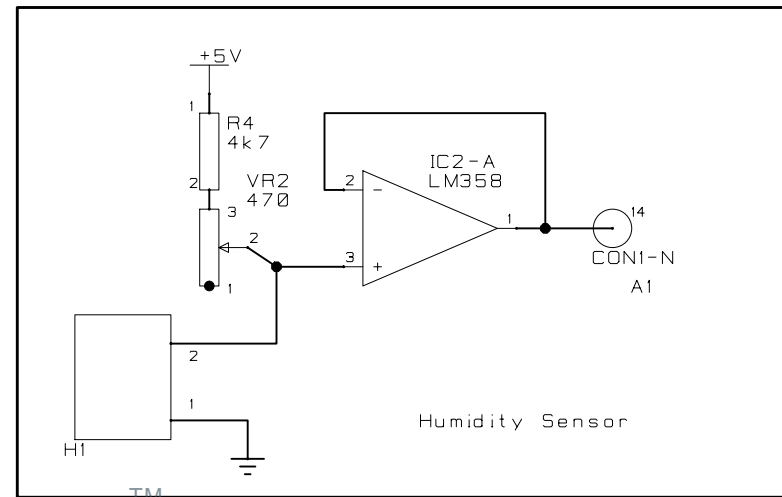 +5V
1
R4
4k7
2
VR2
470
3
2
1
IC2-A
LM358
2
-
3
+
1
14
CON1-N
A1
2
1
H1
Humidity Sensor
TM